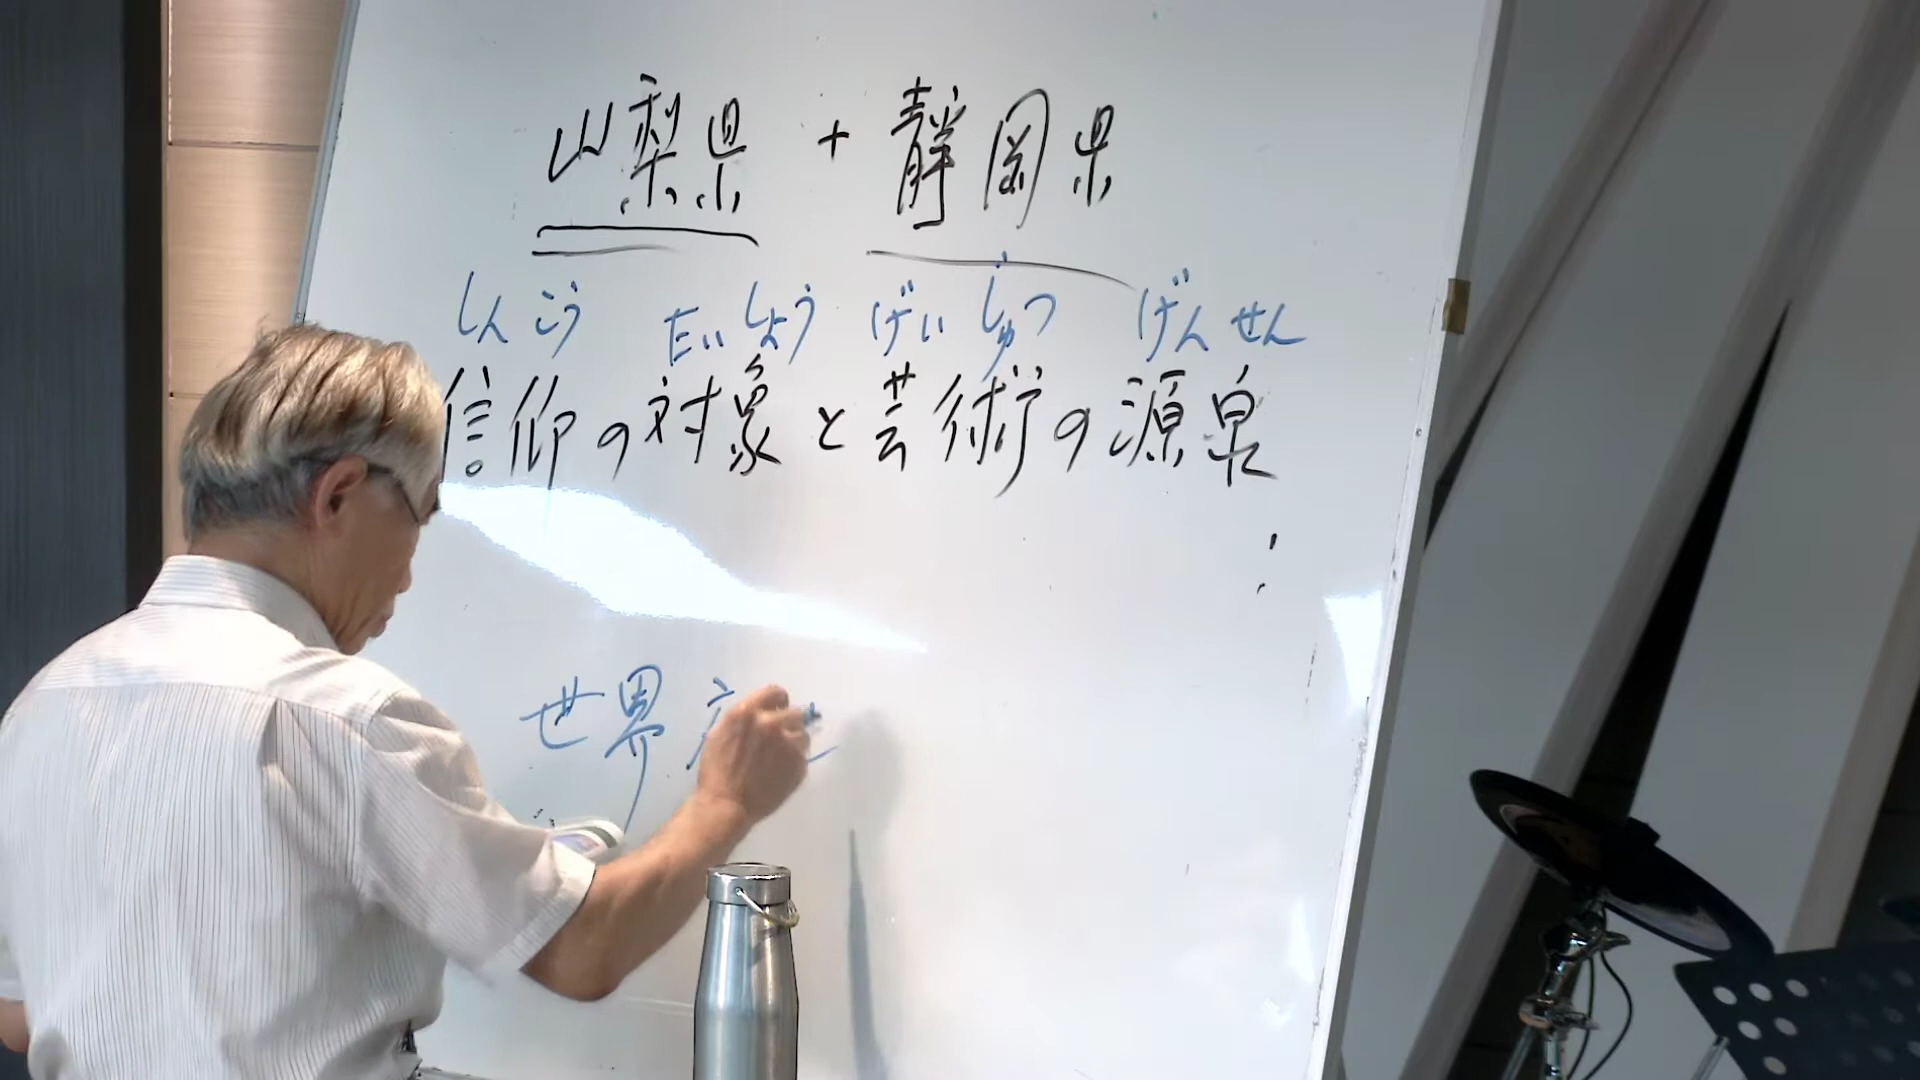 山梨県 + 静岡県
しんこう たいしょう げいじゅつ げんせん
信仰の対象と芸術の源泉
世界